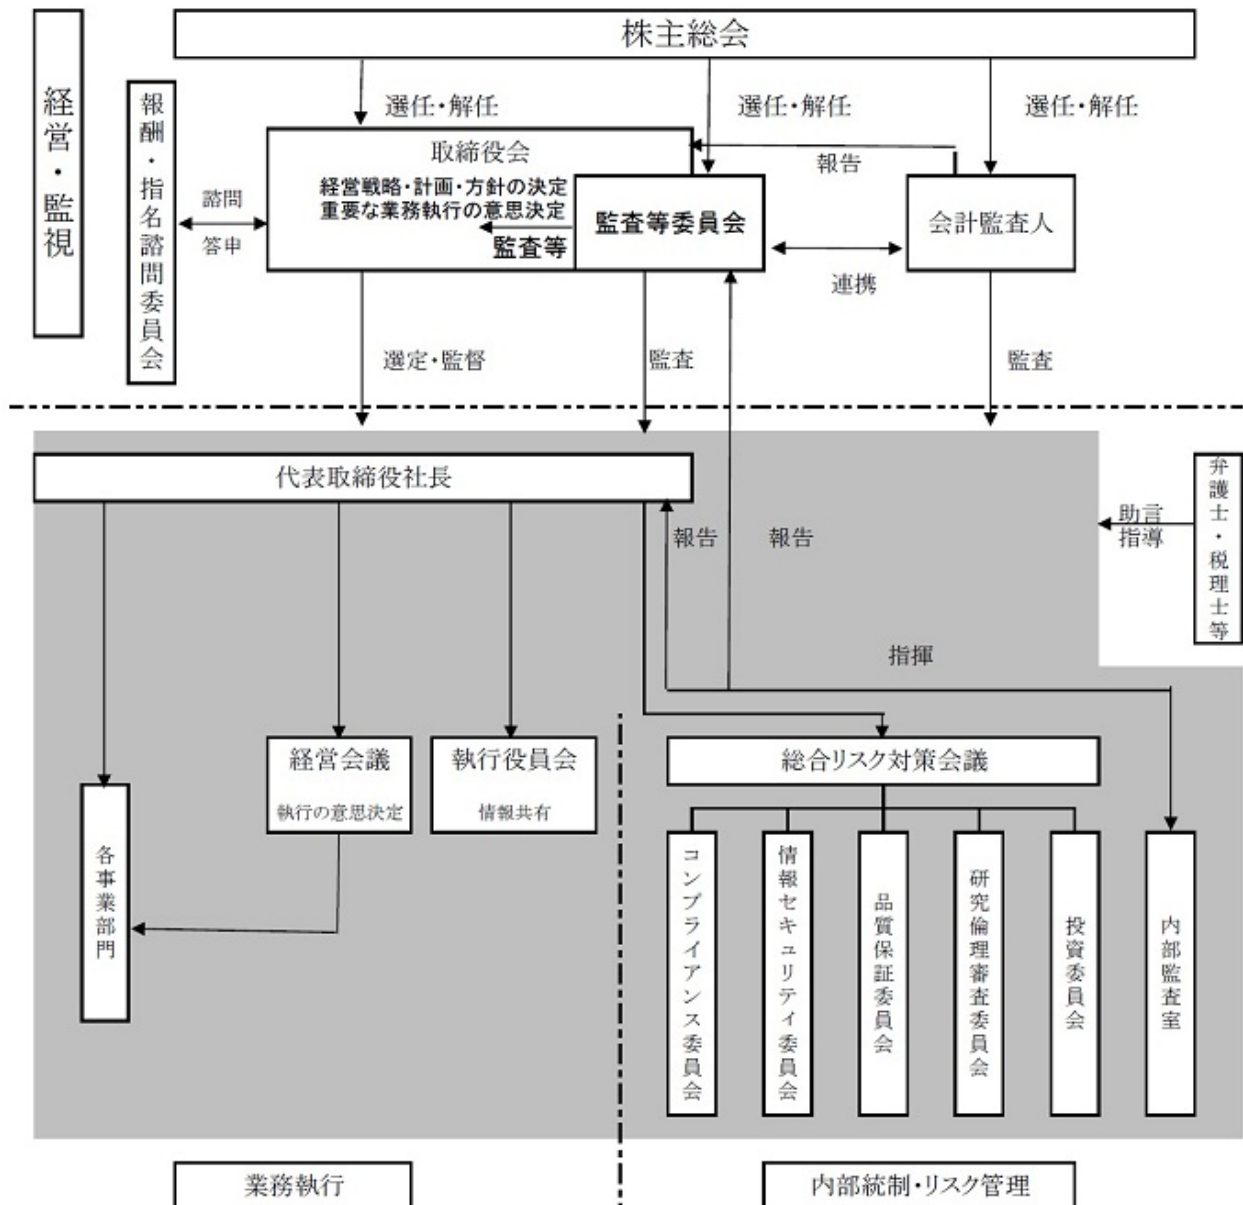 株主総会
経営・監視
報酬・指名諮問委員会
選任・解任
選任・解任
選任・解任
取締役会
経営戦略・計画・方針の決定
重要な業務執行の意思決定
監査等
監査等委員会
報告
会計監査人
諮問
答申
連携
選定・監督
監査
監査
代表取締役社長
弁護士・税理士等
助言
指導
報告
報告
指揮
経営会議
執行の意思決定
執行役員会
情報共有
総合リスク対策会議
各事業部門
コンプライアンス委員会
情報セキュリティ委員会
品質保証委員会
研究倫理審査委員会
投資委員会
内部監査室
業務執行
内部統制・リスク管理